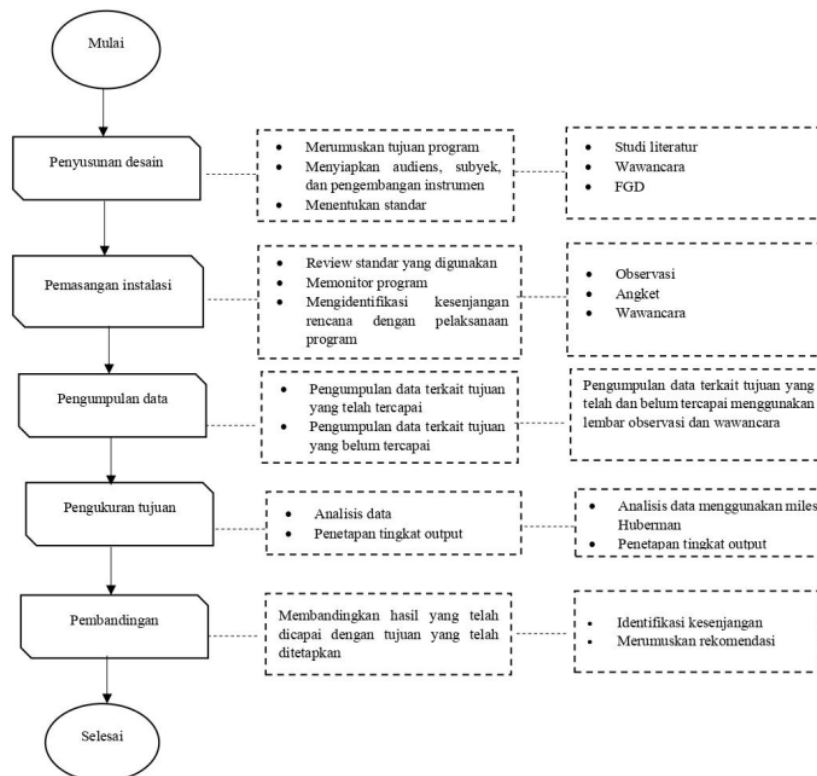 Mulai
Penyusunan desain
• Merumuskan tujuan program
• Menyiapkan audiens, subyek,
dan pengembangan instrumen
• Menentukan standar
• Studi literatur
• Wawancara
• FGD
Pemasangan instalasi
• Review standar yang digunakan
• Memonitor program
• Mengidentifikasi kesenjangan
rencana dengan pelaksanaan
program
• Observasi
• Angket
• Wawancara
Pengumpulan data
• Pengumpulan data terkait tujuan
yang telah tercapai
• Pengumpulan data terkait tujuan
yang belum tercapai
Pengumpulan data terkait tujuan yang
telah dan belum tercapai menggunakan
lembar observasi dan wawancara
Pengukuran tujuan
• Analisis data
• Penetapan tingkat output
• Analisis data menggunakan miles
Huberman
• Penetapan tingkat output
Pembandingan
Membandingkan hasil yang telah
dicapai dengan tujuan yang telah
ditetapkan
• Identifikasi kesenjangan
• Merumuskan rekomendasi
Selesai